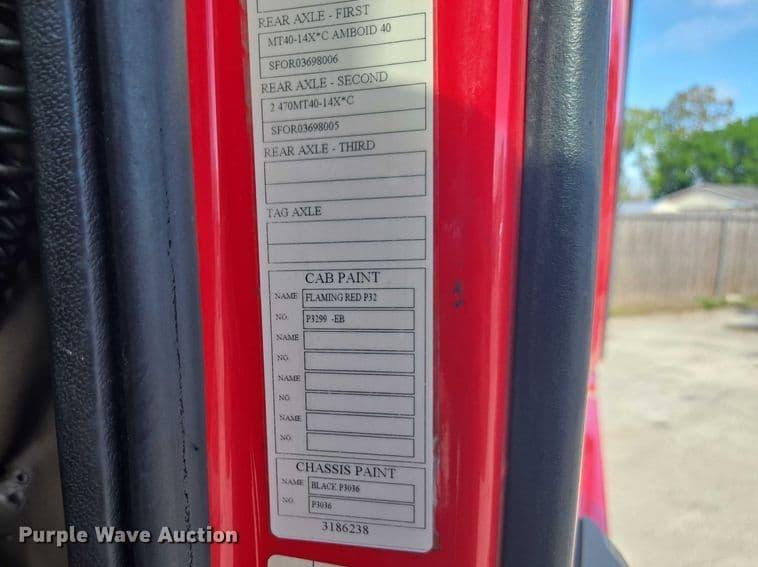 REAR AXLE - FIRST
MT40-14X*C AMBOID 40
SFOR03698006
REAR AXLE - SECOND
2 470MT40-14X*C
SFOR03698005
REAR AXLE - THIRD
TAG AXLE
CAB PAINT
NAME FLAMING RED P32
NO. P3299 -EB
NAME
NO.
NAME
NO.
NAME
NO.
CHASSIS PAINT
NAME BLACK P3036
NO. P3036
3186238
Purple Wave Auction®